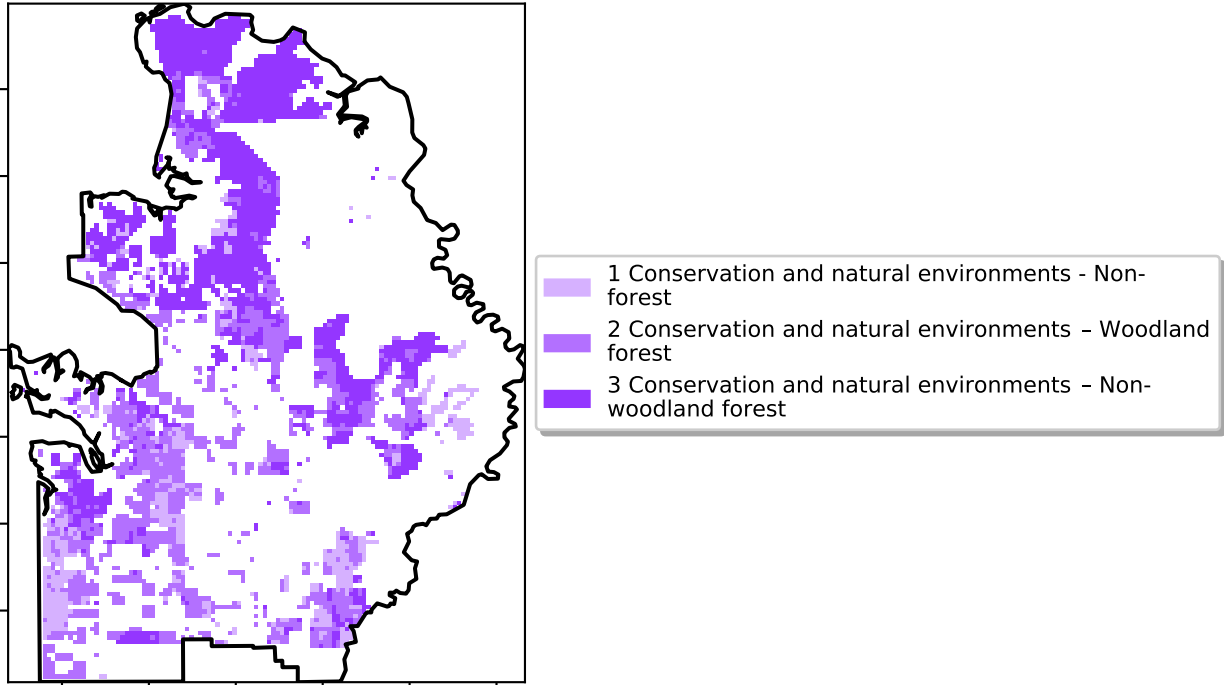 1 Conservation and natural environments - Non-
forest
2 Conservation and natural environments – Woodland
forest
3 Conservation and natural environments – Non-
woodland forest